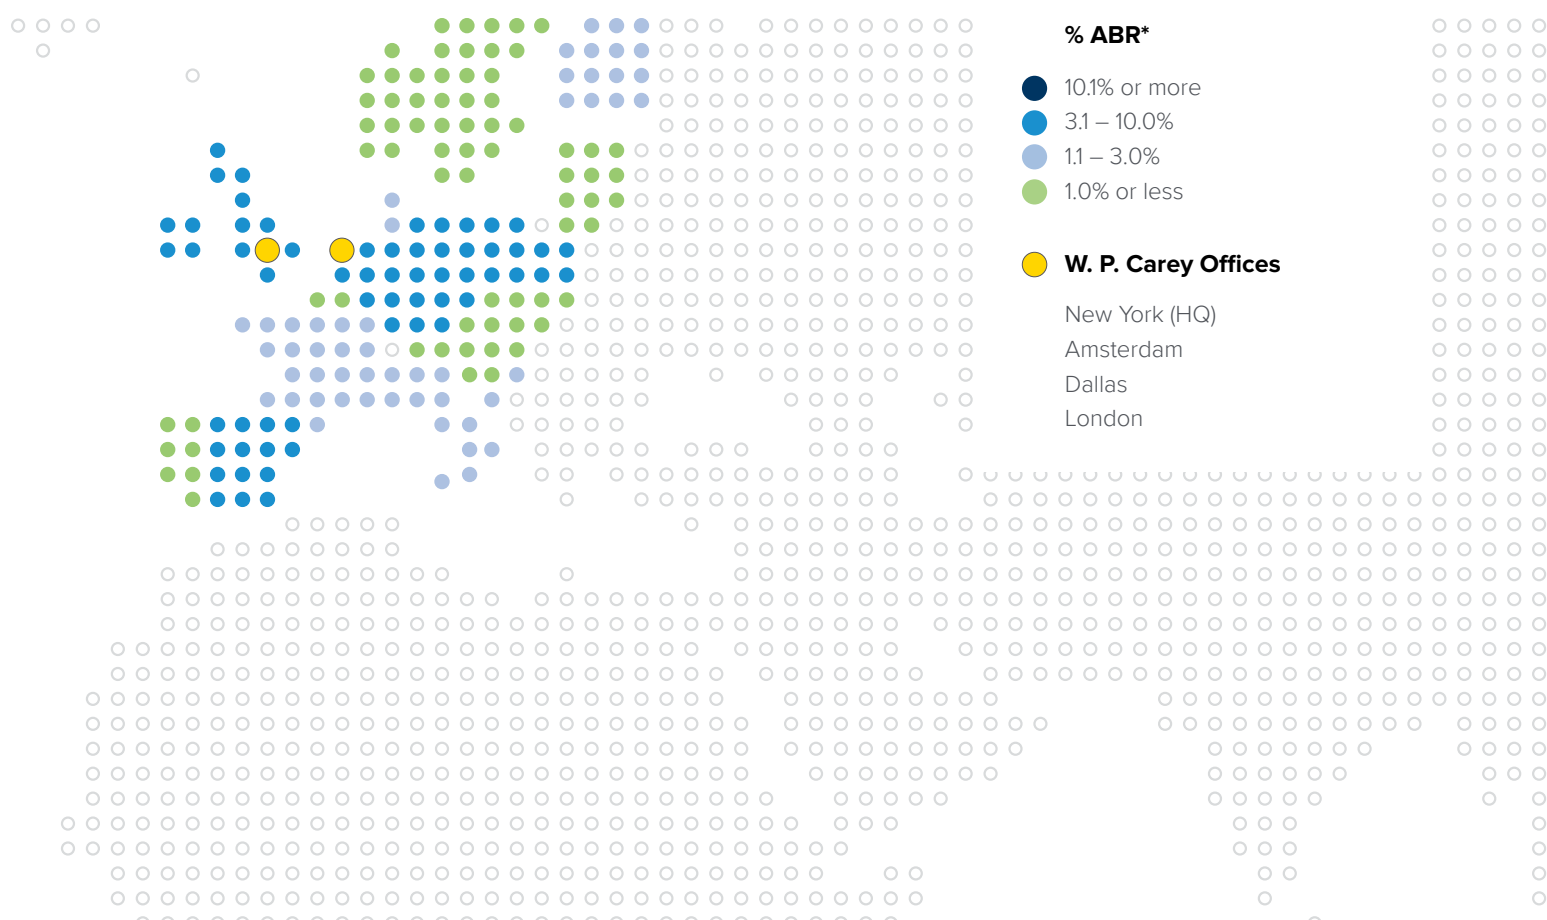 % ABR*
10.1% or more
3.1 – 10.0%
1.1 – 3.0%
1.0% or less
W. P. Carey Offices
New York (HQ)
Amsterdam
Dallas
London